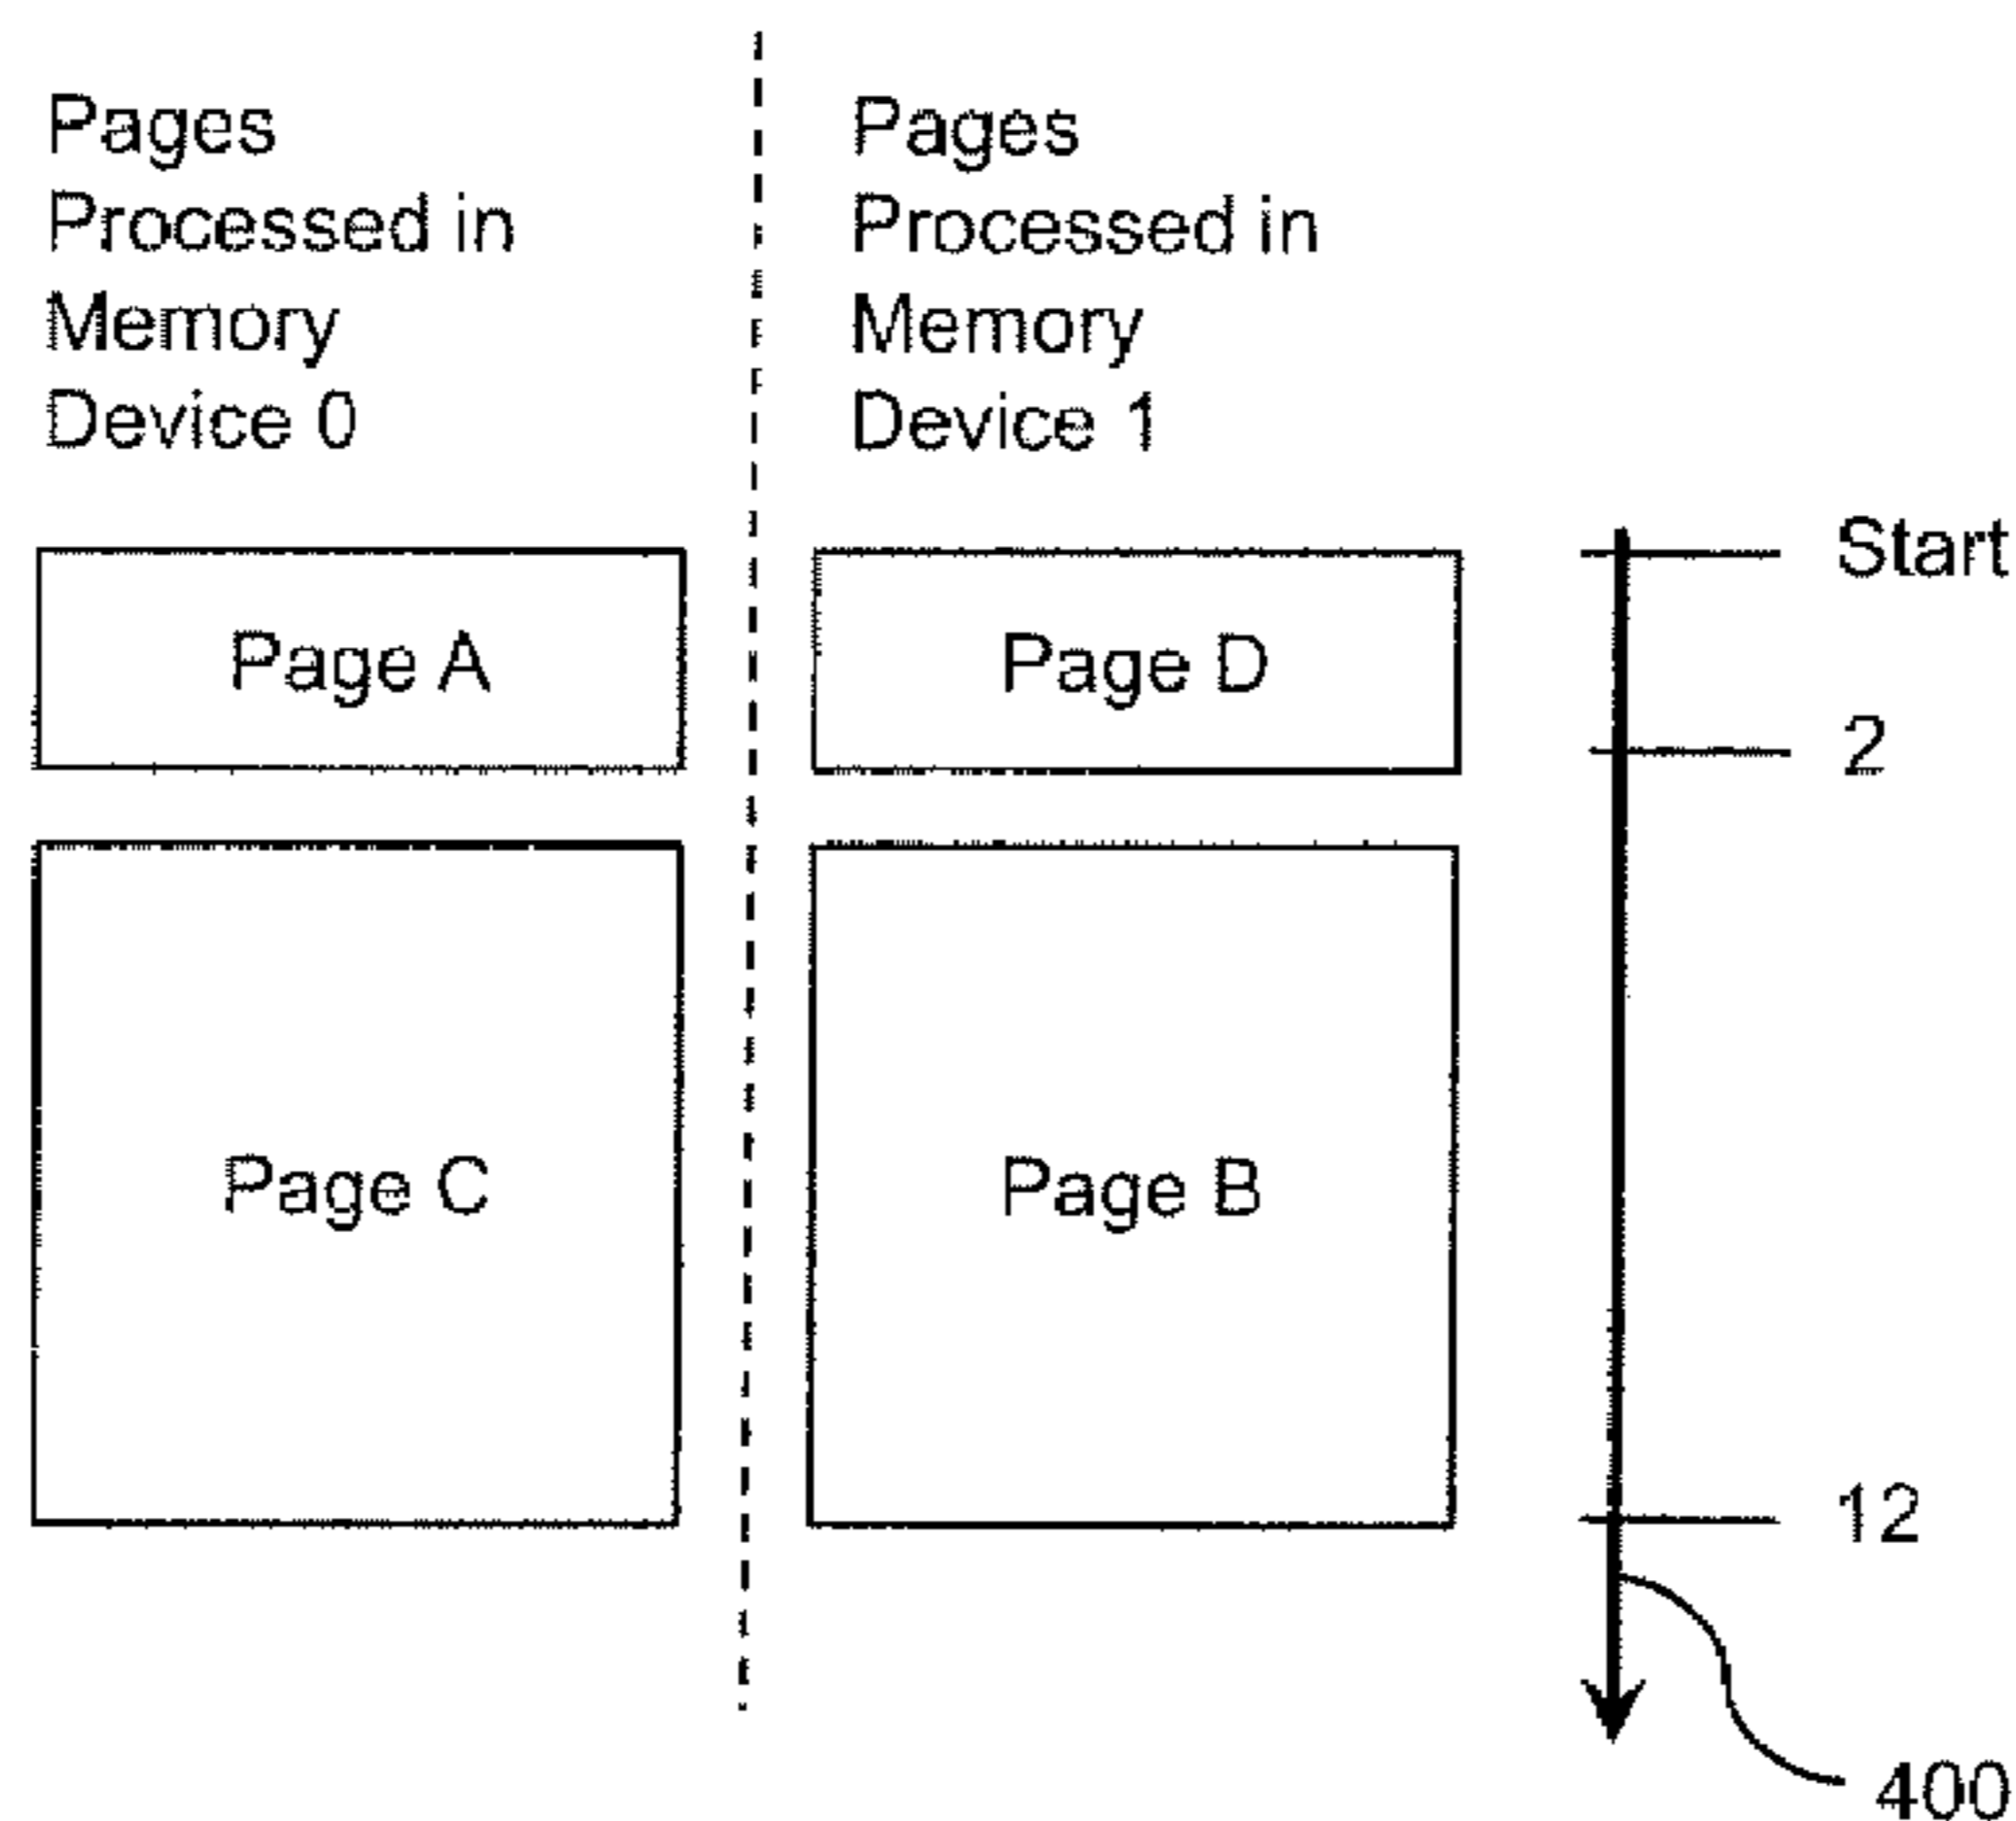 Pages
Processed in
Memory
Device 0
Pages
Processed in
Memory
Device 1
Start
Page A
Page D
2
Page C
Page B
12
400